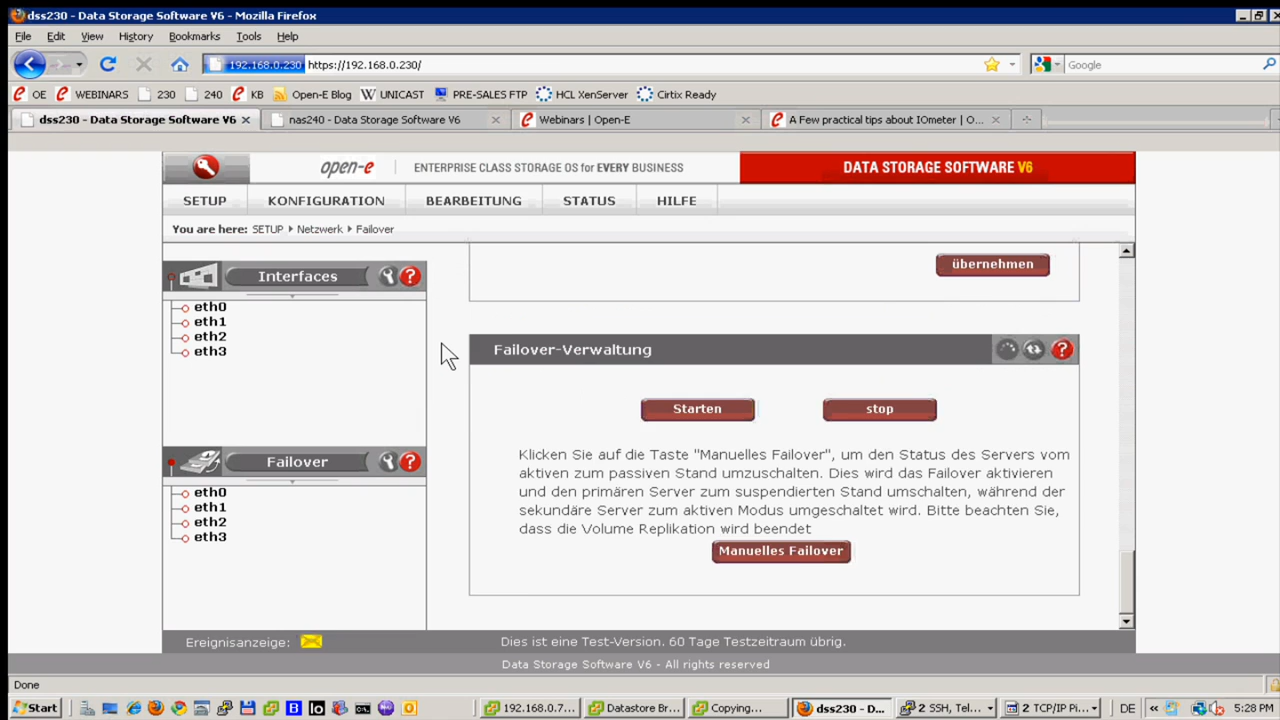 dss230 - Data Storage Software V6 - Mozilla Firefox
File Edit View History Bookmarks Tools Help
192.168.0.230 https://192.168.0.230/
Google
OE WEBINARS 230 240 KB Open-E Blog UNICAST PRE-SALES FTP HCL XenServer Cirtix Ready
dss230 - Data Storage Software V6 nas240 - Data Storage Software V6 Webinars | Open-E A Few practical tips about IOmeter | O...
open-e ENTERPRISE CLASS STORAGE OS for EVERY BUSINESS DATA STORAGE SOFTWARE V6
SETUP KONFIGURATION BEARBEITUNG STATUS HILFE
You are here: SETUP Netzwerk Failover
übernehmen
Interfaces
eth0
eth1
eth2
eth3
Failover-Verwaltung
Starten stop
Klicken Sie auf die Taste "Manuelles Failover", um den Status des Servers vom
aktiven zum passiven Stand umzuschalten. Dies wird das Failover aktivieren
und den primären Server zum suspendierten Stand umschalten, während der
sekundäre Server zum aktiven Modus umgeschaltet wird. Bitte beachten Sie,
dass die Volume Replikation wird beendet
Manuelles Failover
Failover
eth0
eth1
eth2
eth3
Ereignisanzeige: Dies ist eine Test-Version. 60 Tage Testzeitraum übrig.
Data Storage Software V6 - All rights reserved
Done
Start 192.168.0.7... Datastore Br... Copying... dss230 - D... 2 SSH, Tel... 2 TCP/IP Pi... DE 5:28 PM